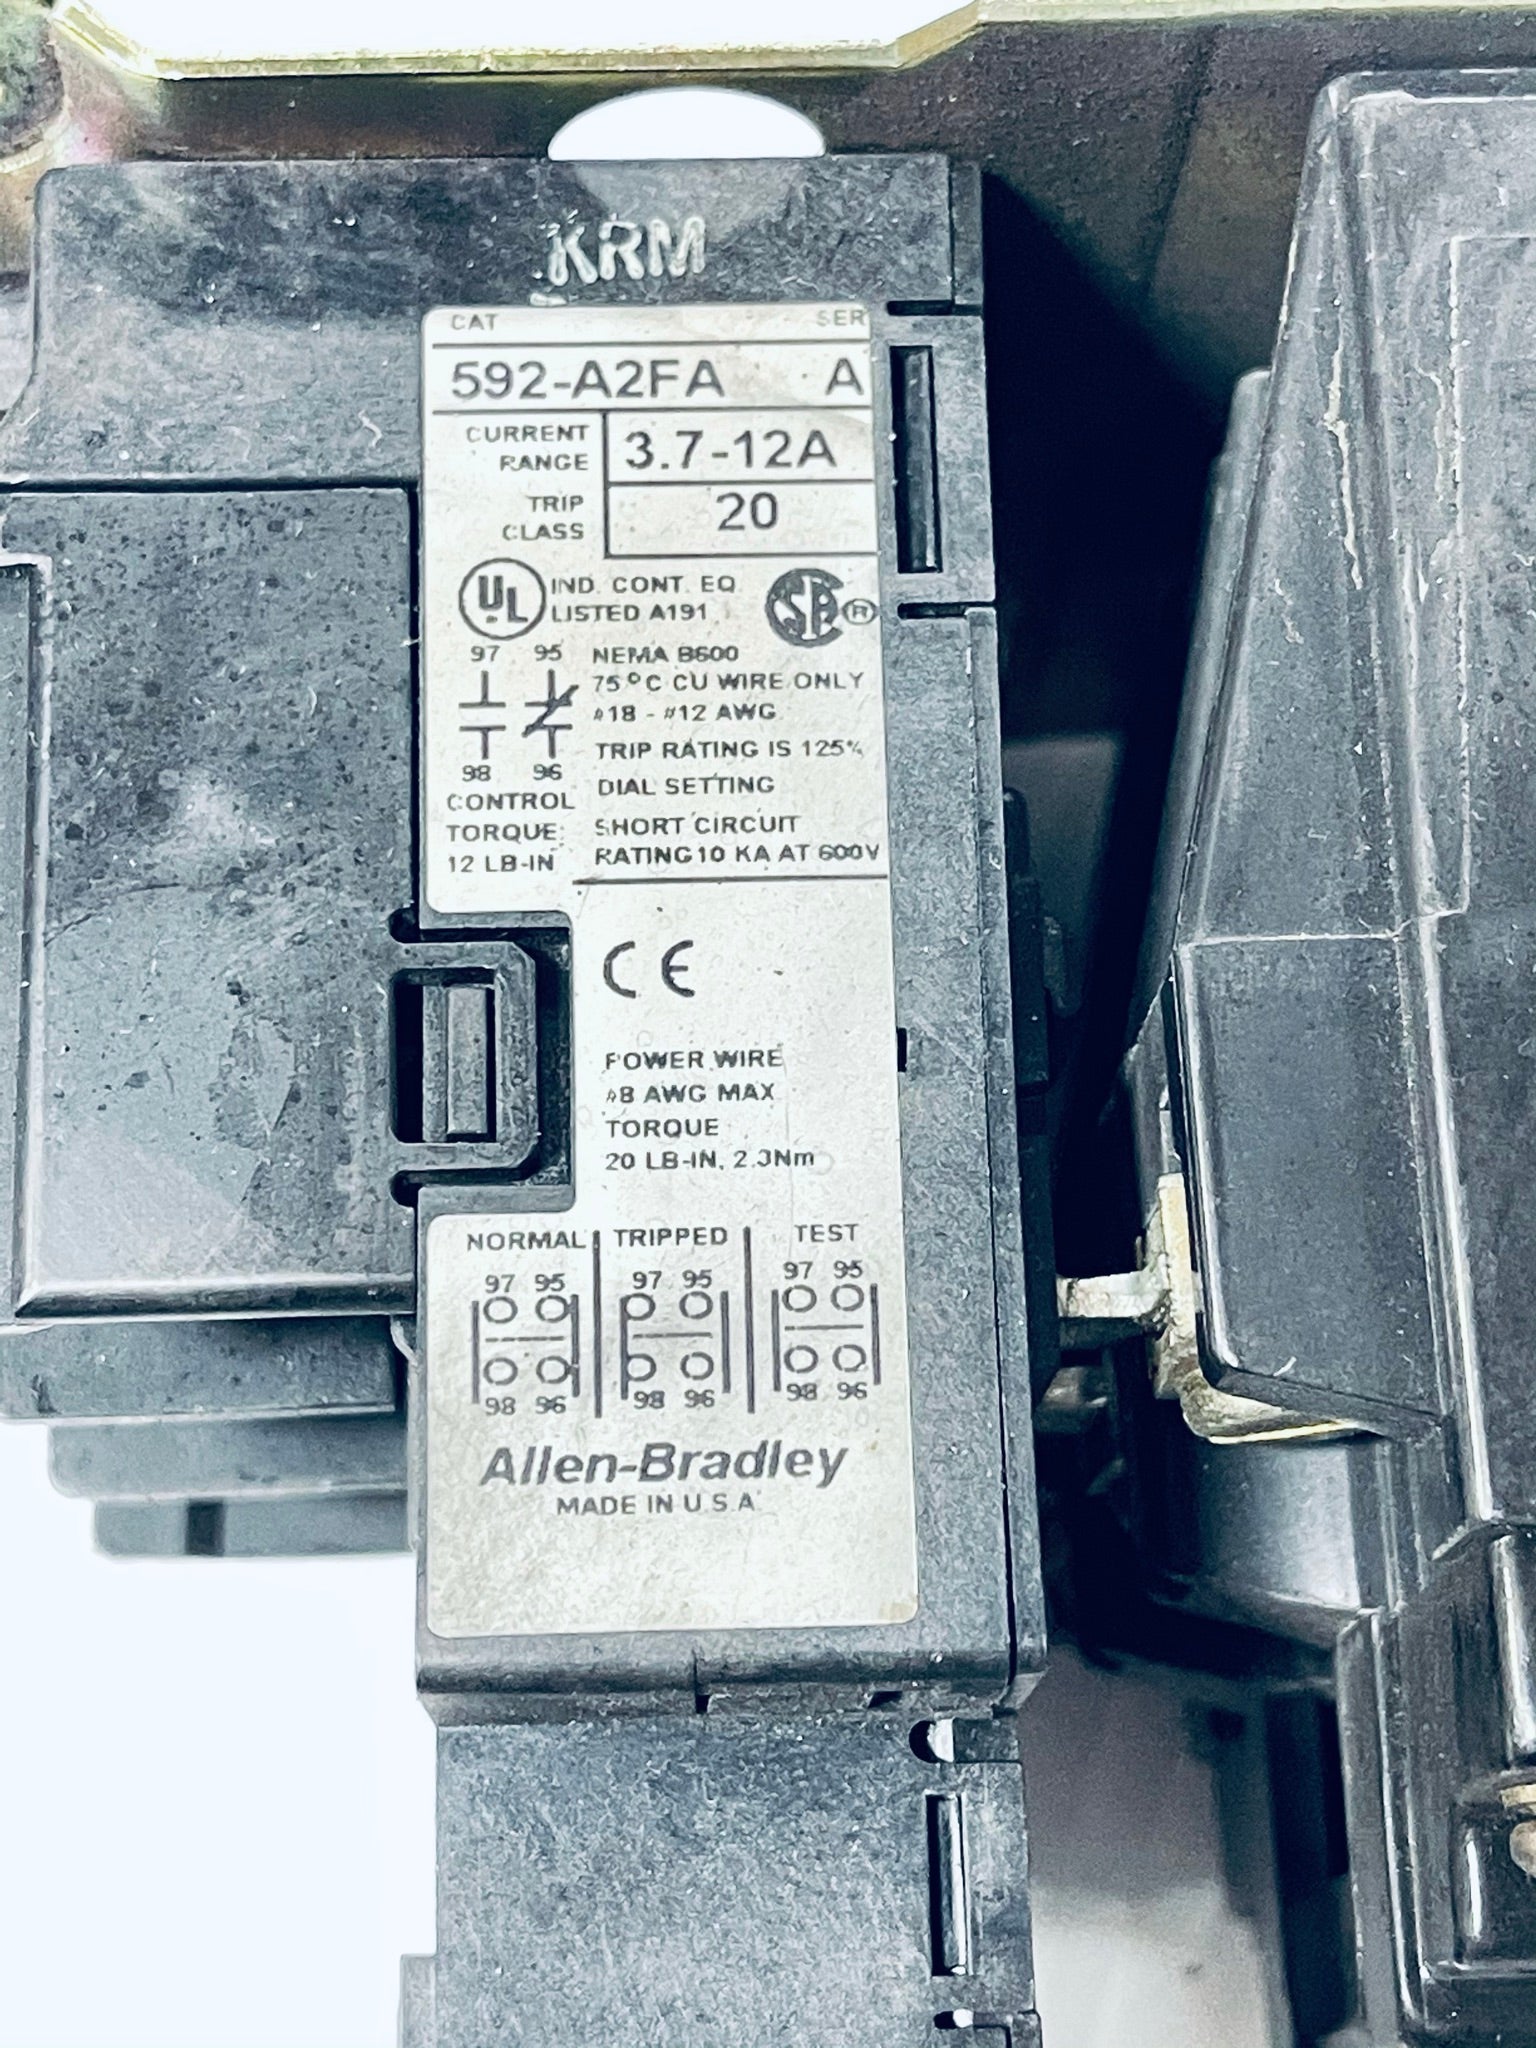 KRM
CAT SER
592-A2FA A
CURRENT RANGE 3.7-12A
TRIP CLASS 20
UL IND. CONT. EQ
LISTED A191
97 95 NEMA B600
75°C CU WIRE ONLY
#18 - #12 AWG
TRIP RATING IS 125%
98 96 DIAL SETTING
CONTROL
TORQUE: SHORT CIRCUIT
12 LB-IN RATING 10 KA AT 600V
CE
POWER WIRE
#8 AWG MAX
TORQUE
20 LB-IN, 2.3Nm
NORMAL TRIPPED TEST
97 95 97 95 97 95
98 96 98 96 98 96
Allen-Bradley
MADE IN U.S.A.